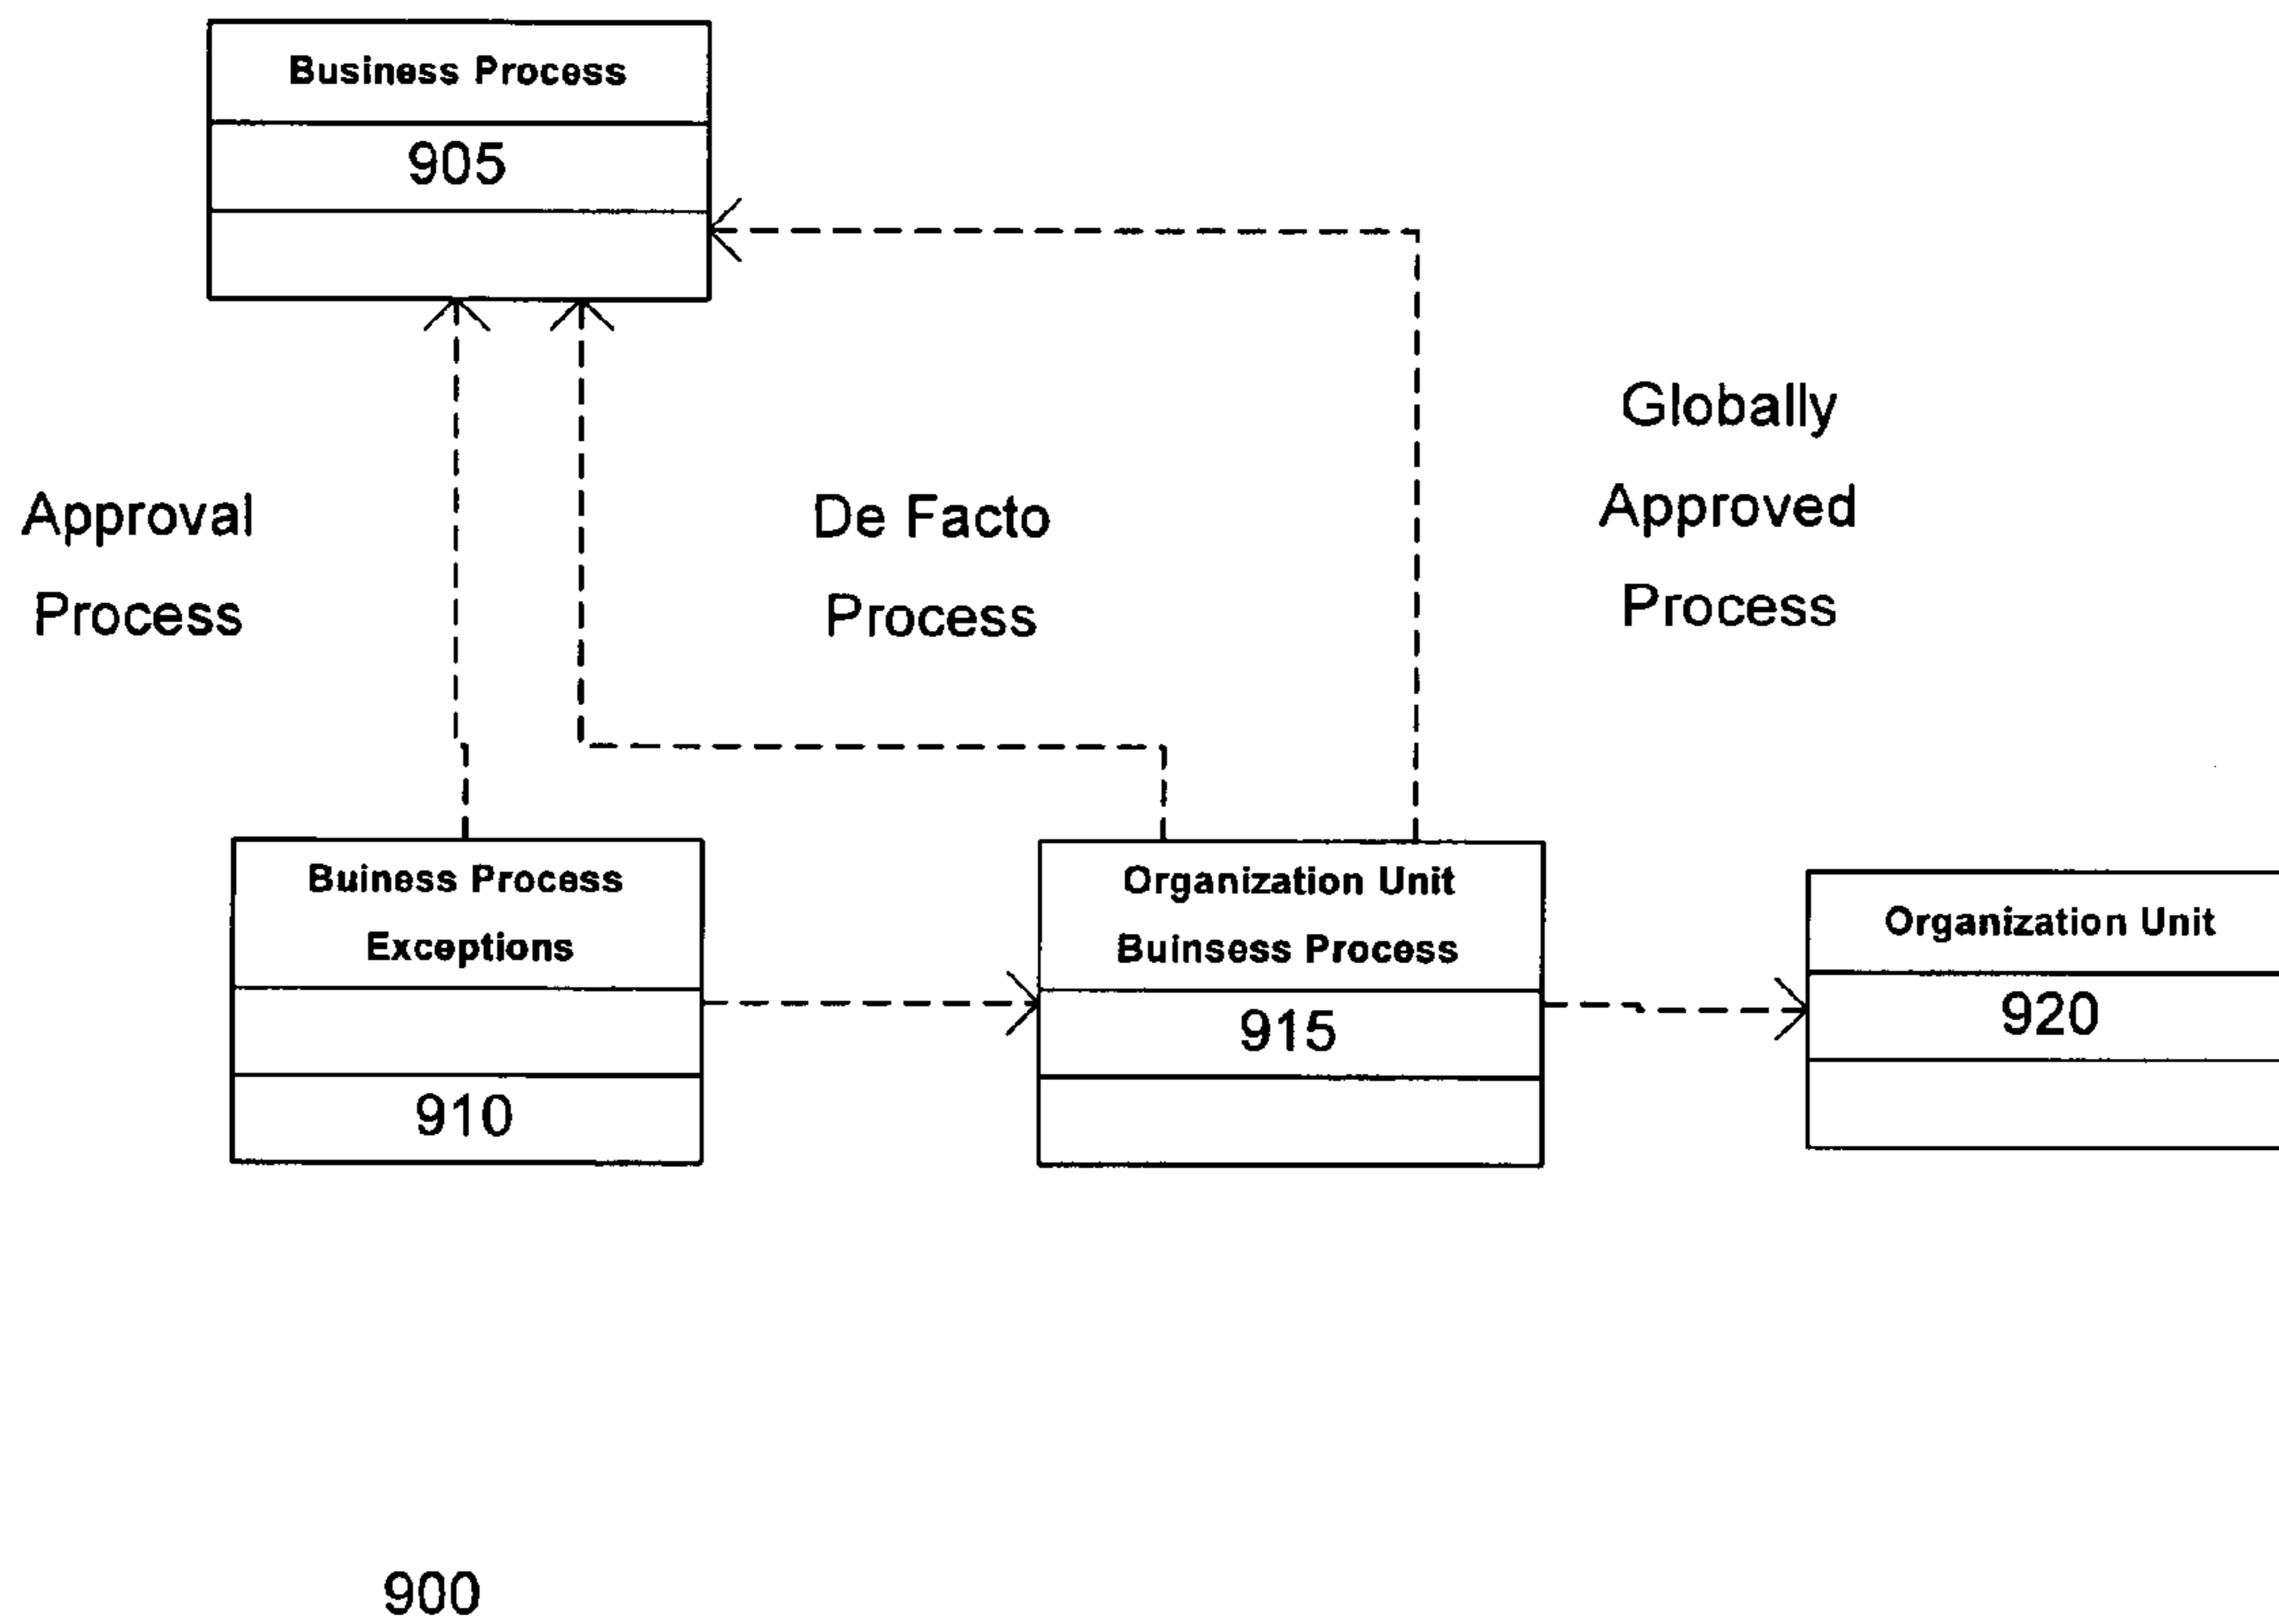 Business Process
905
Approval
Process
De Facto
Process
Globally
Approved
Process
Buiness Process
Exceptions
910
Organization Unit
Buinsess Process
915
Organization Unit
920
900